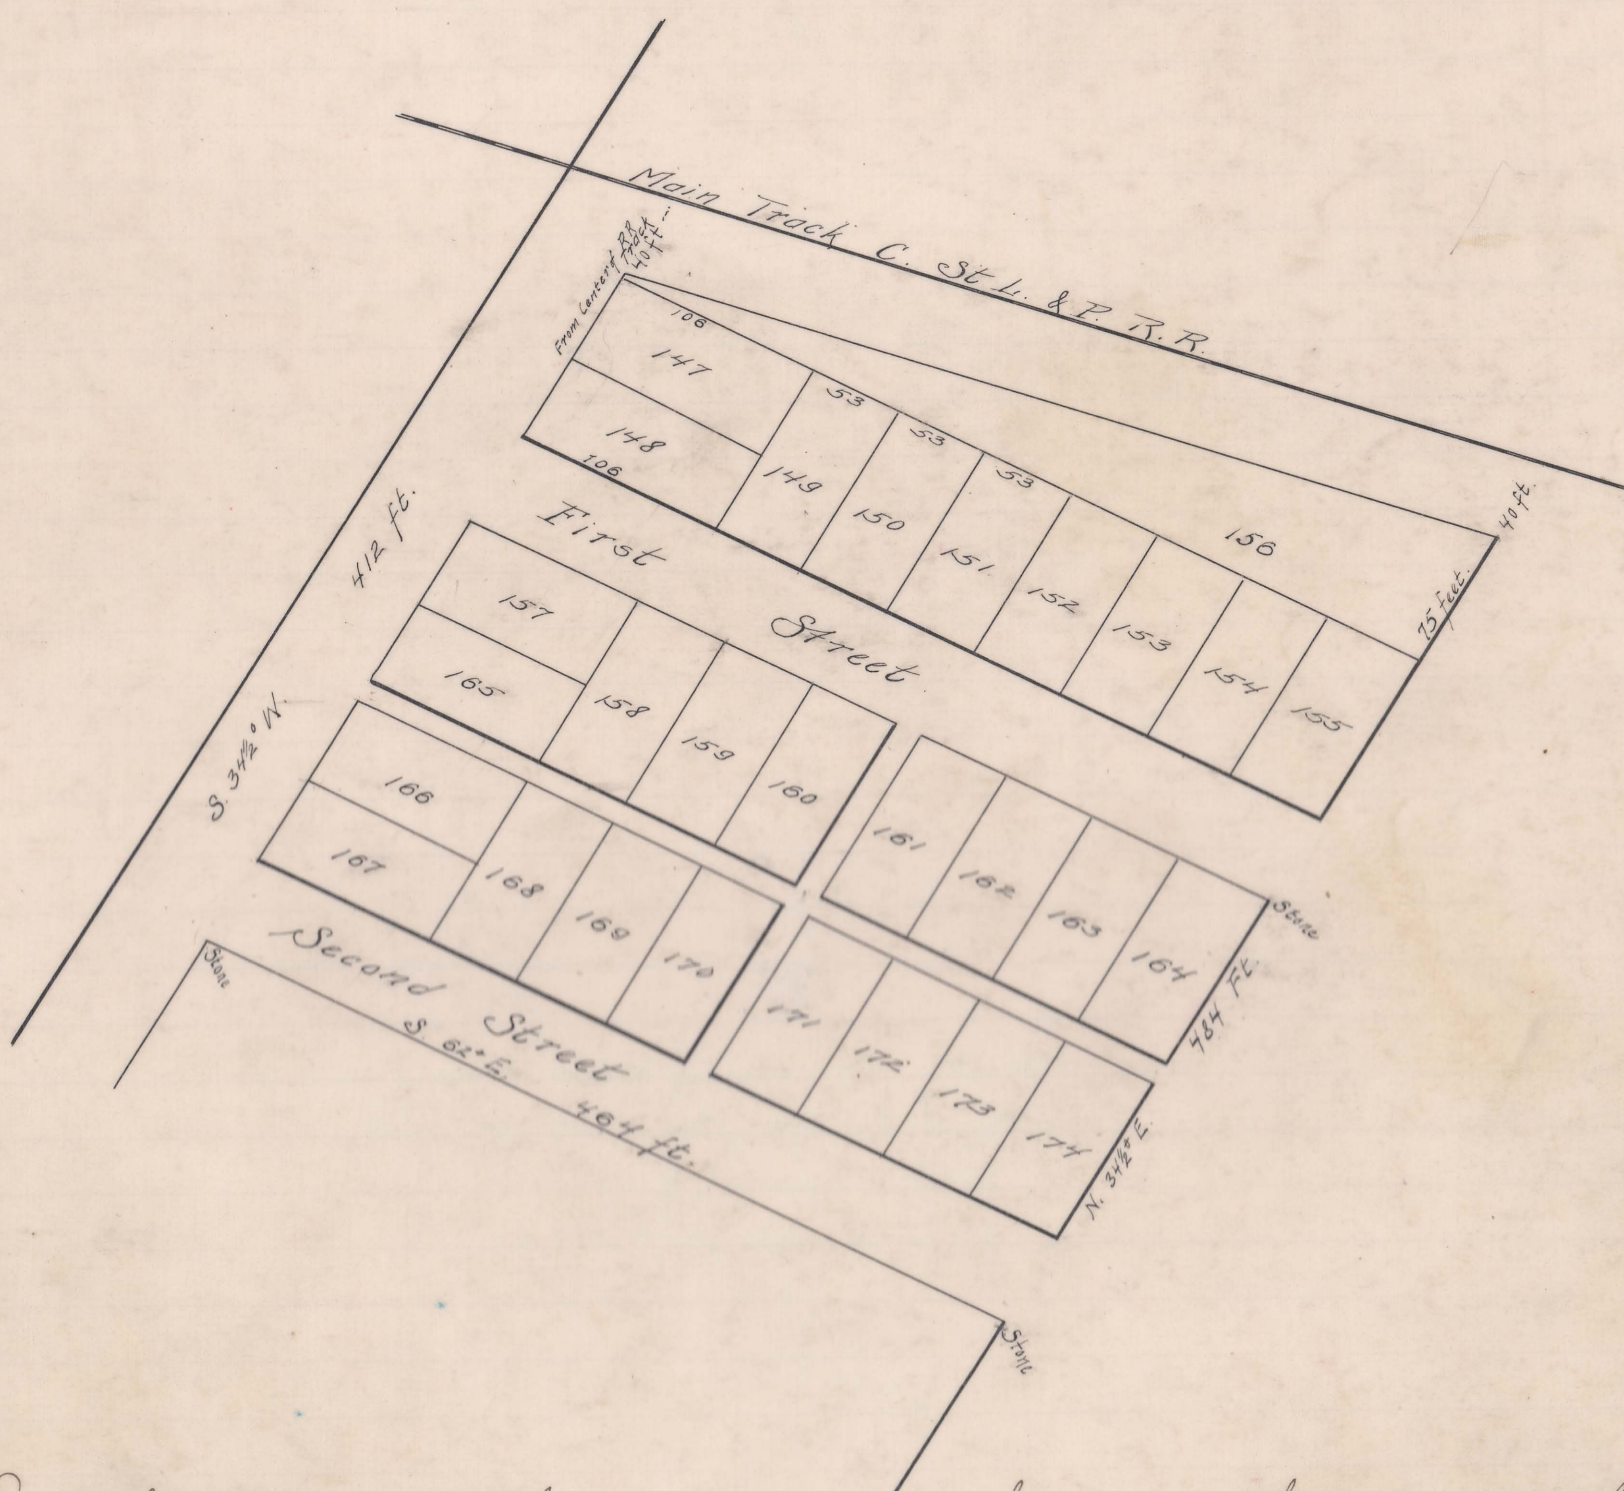 Main Track C. St L. & P. R. R.
From Center of RR Track
40 ft
106
147
148
106
53
53
53
149
150
151
152
153
154
155
156
40 ft.
75 feet.
First Street
412 ft.
S. 34½° W.
157
165
158
159
160
161
162
163
164
Stone
484 Ft.
166
167
168
169
170
171
172
173
174
N. 34½° E.
Stone
Second Street
S. 62° E. 464 ft.
Stone